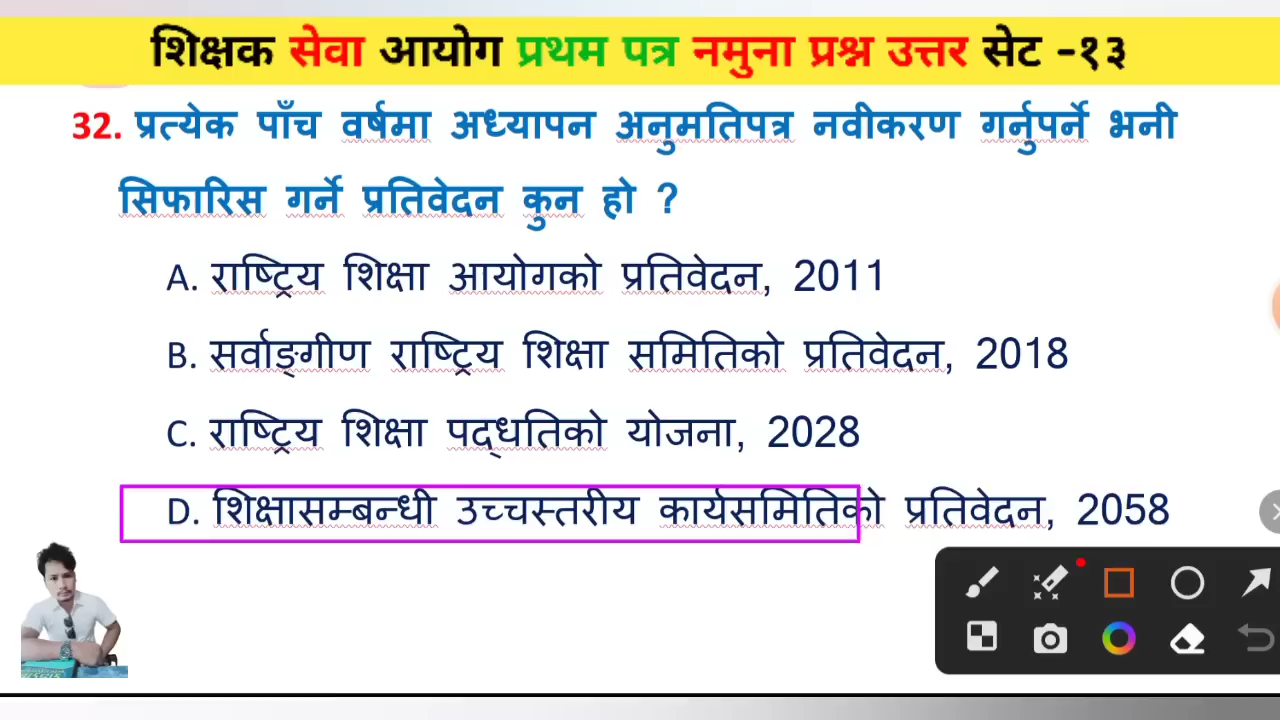 शिक्षक सेवा आयोग प्रथम पत्र नमुना प्रश्न उत्तर सेट -१३
32. प्रत्येक पाँच वर्षमा अध्यापन अनुमतिपत्र नवीकरण गर्नुपर्ने भनी
सिफारिस गर्ने प्रतिवेदन कुन हो ?
A. राष्ट्रिय शिक्षा आयोगको प्रतिवेदन, 2011
B. सर्वाङ्गीण राष्ट्रिय शिक्षा समितिको प्रतिवेदन, 2018
C. राष्ट्रिय शिक्षा पद्धतिको योजना, 2028
D. शिक्षासम्बन्धी उच्चस्तरीय कार्यसमितिको प्रतिवेदन, 2058